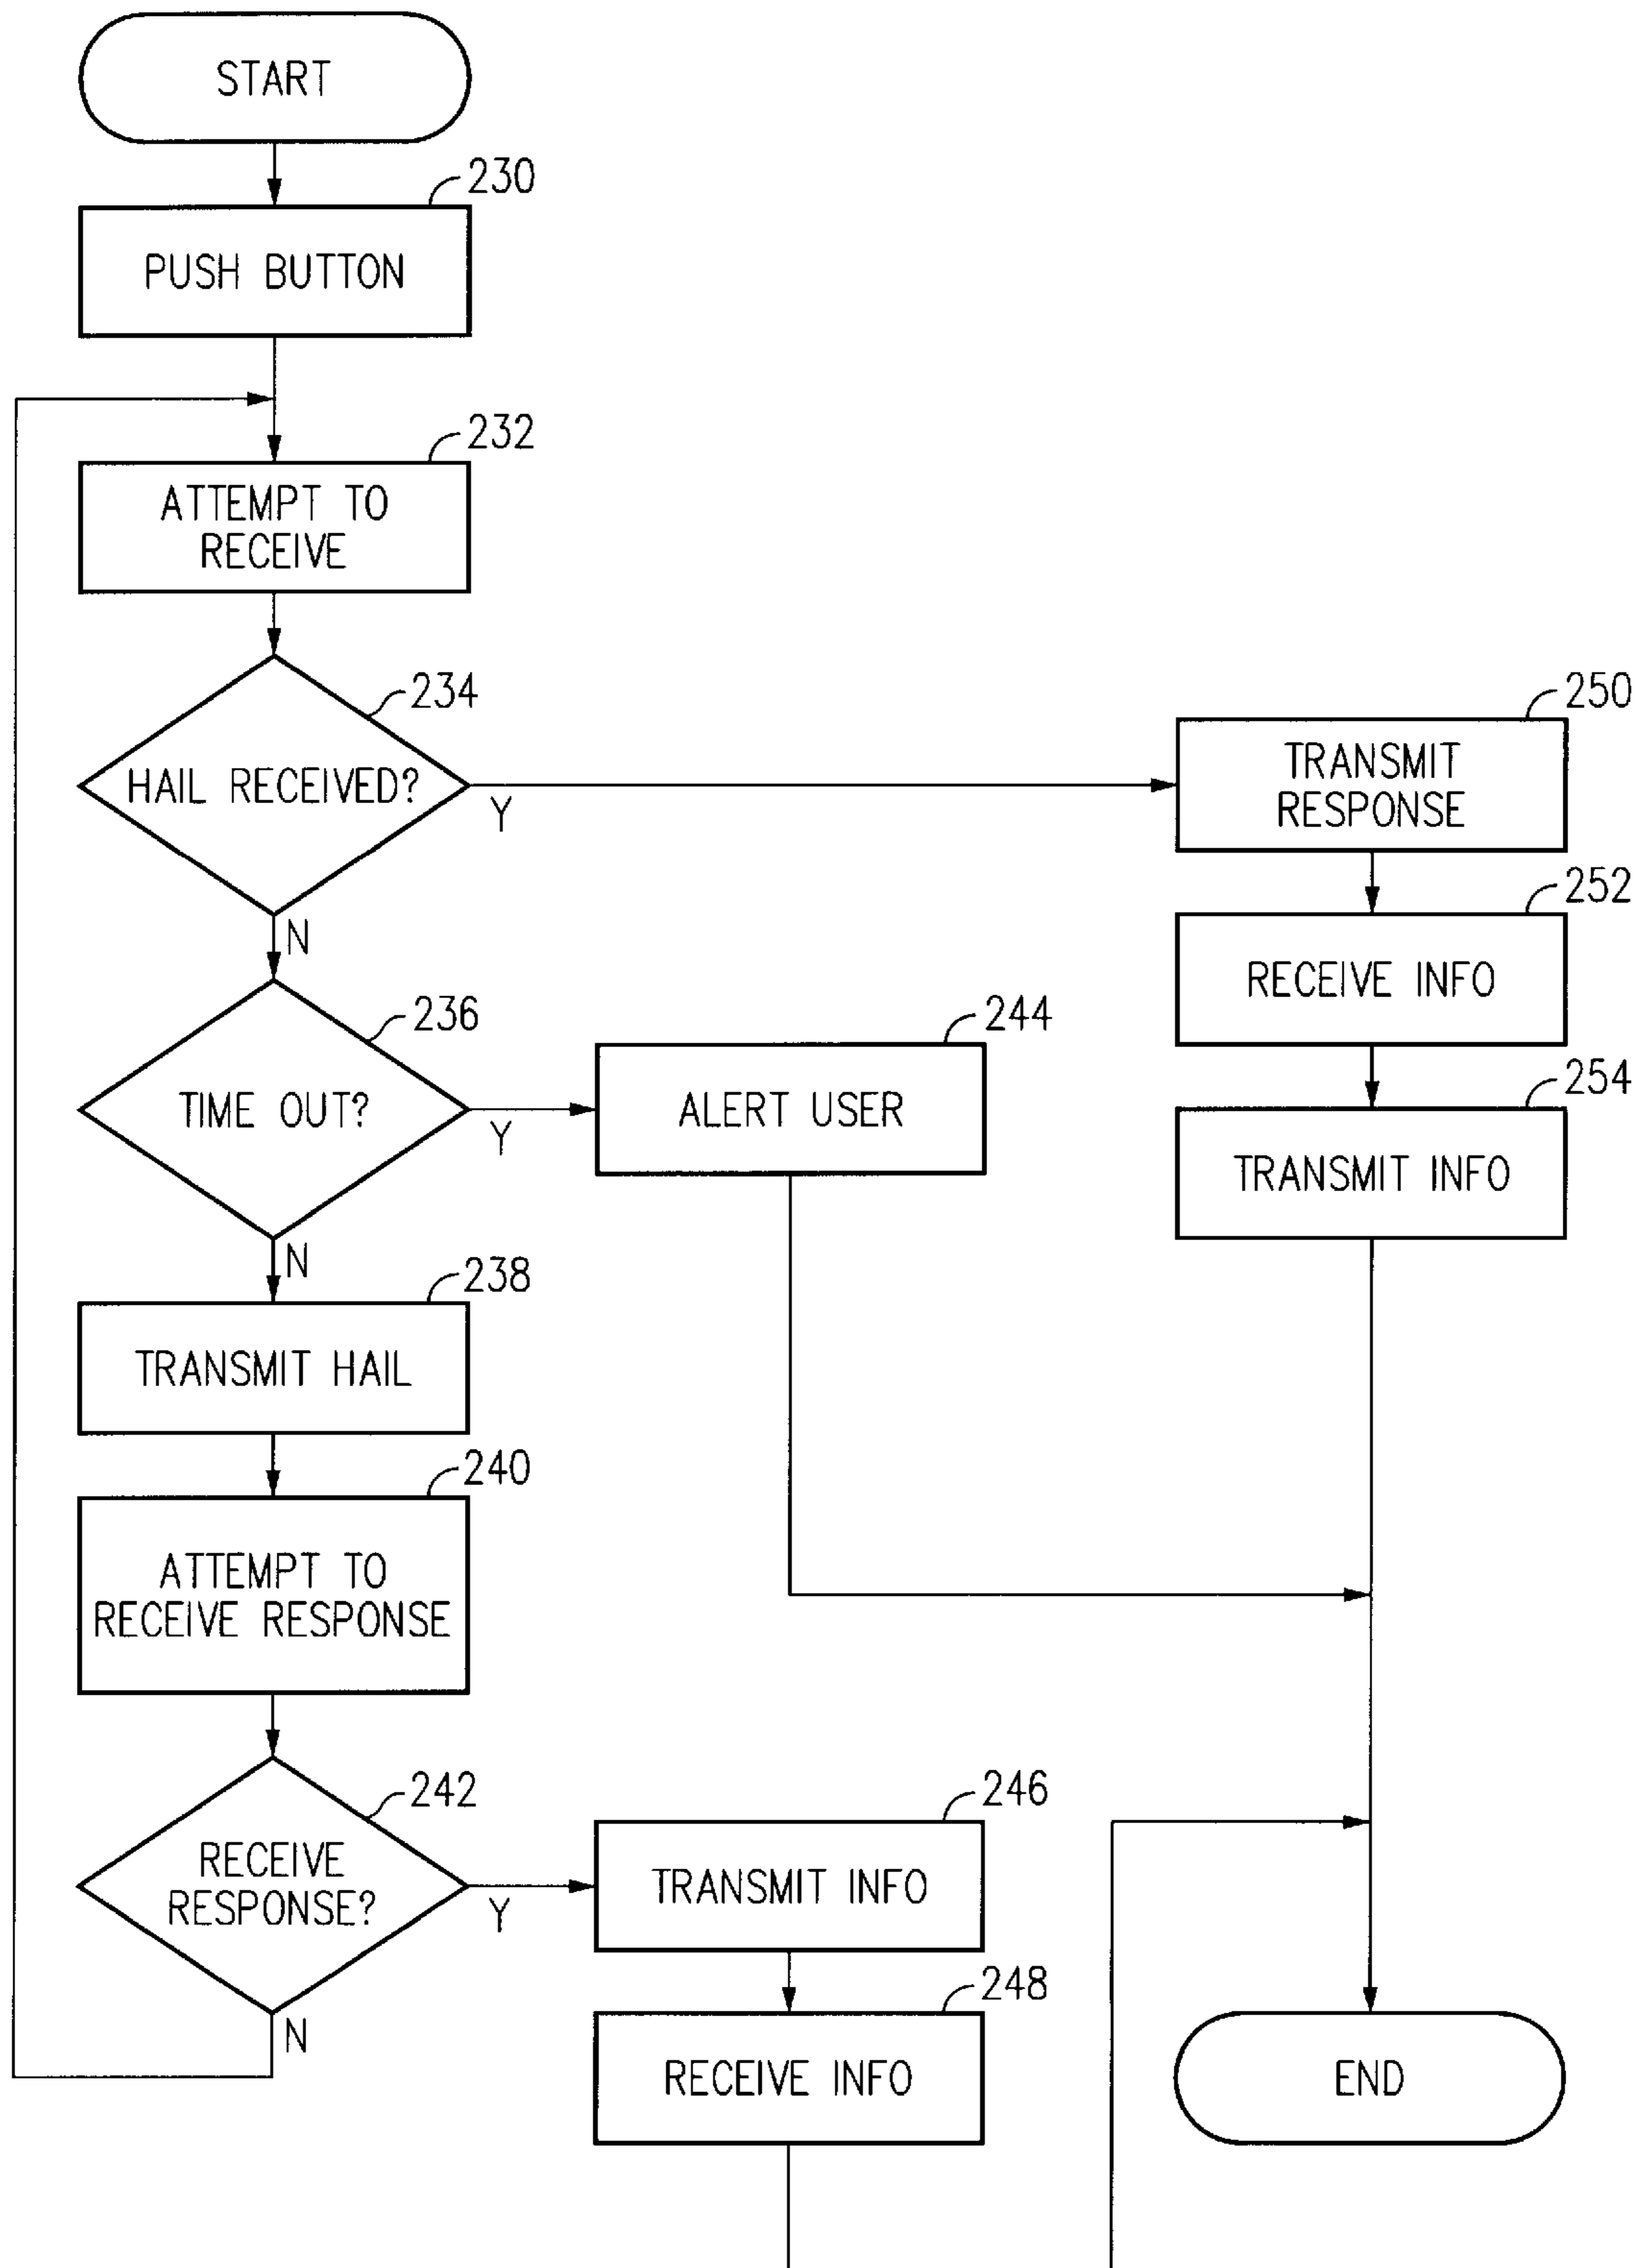 START
230
PUSH BUTTON
232
ATTEMPT TO
RECEIVE
234
HAIL RECEIVED?
Y
N
250
TRANSMIT
RESPONSE
252
RECEIVE INFO
254
TRANSMIT INFO
236
TIME OUT?
Y
N
244
ALERT USER
238
TRANSMIT HAIL
240
ATTEMPT TO
RECEIVE RESPONSE
242
RECEIVE
RESPONSE?
Y
N
246
TRANSMIT INFO
248
RECEIVE INFO
END